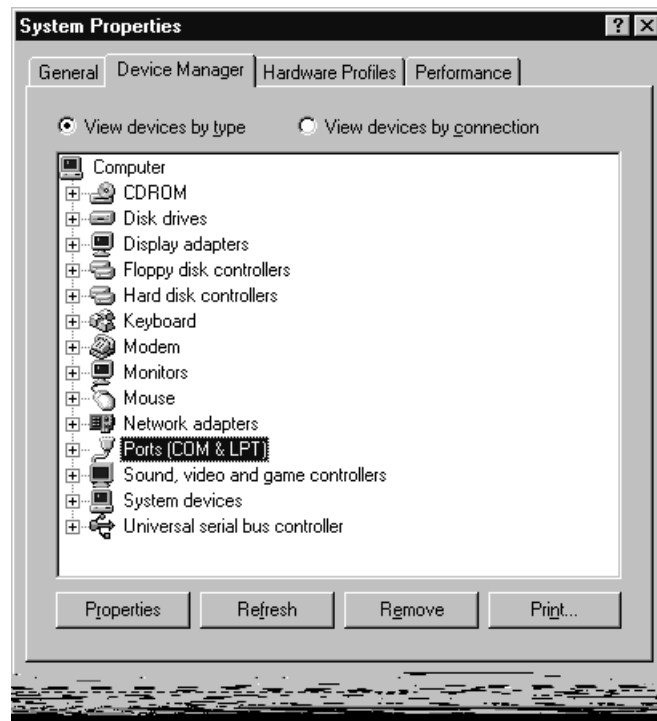 System Properties
General Device Manager Hardware Profiles Performance
View devices by type View devices by connection
Computer
CDROM
Disk drives
Display adapters
Floppy disk controllers
Hard disk controllers
Keyboard
Modem
Monitors
Mouse
Network adapters
Ports (COM & LPT)
Sound, video and game controllers
System devices
Universal serial bus controller
Properties Refresh Remove Print...